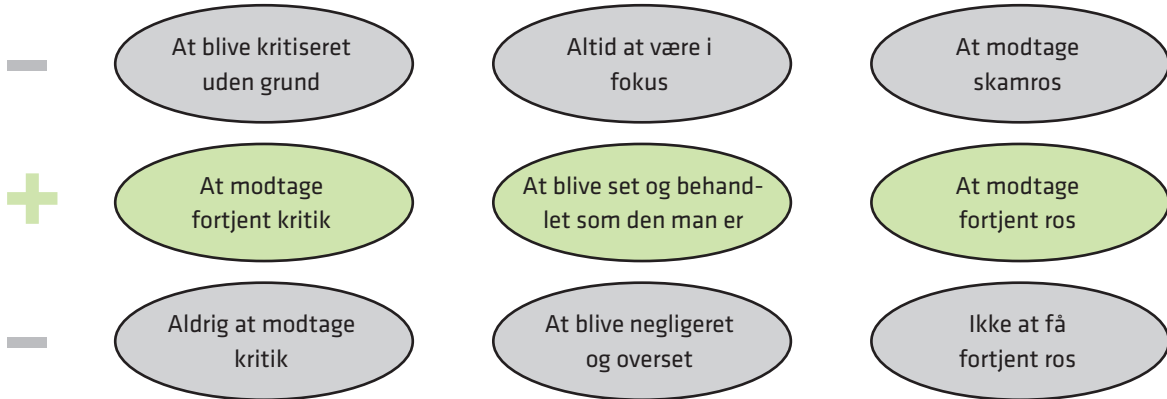 At blive kritiseret
uden grund
Altid at være i
fokus
At modtage
skamros
At modtage
fortjent kritik
At blive set og behand-
let som den man er
At modtage
fortjent ros
Aldrig at modtage
kritik
At blive negligeret
og overset
Ikke at få
fortjent ros